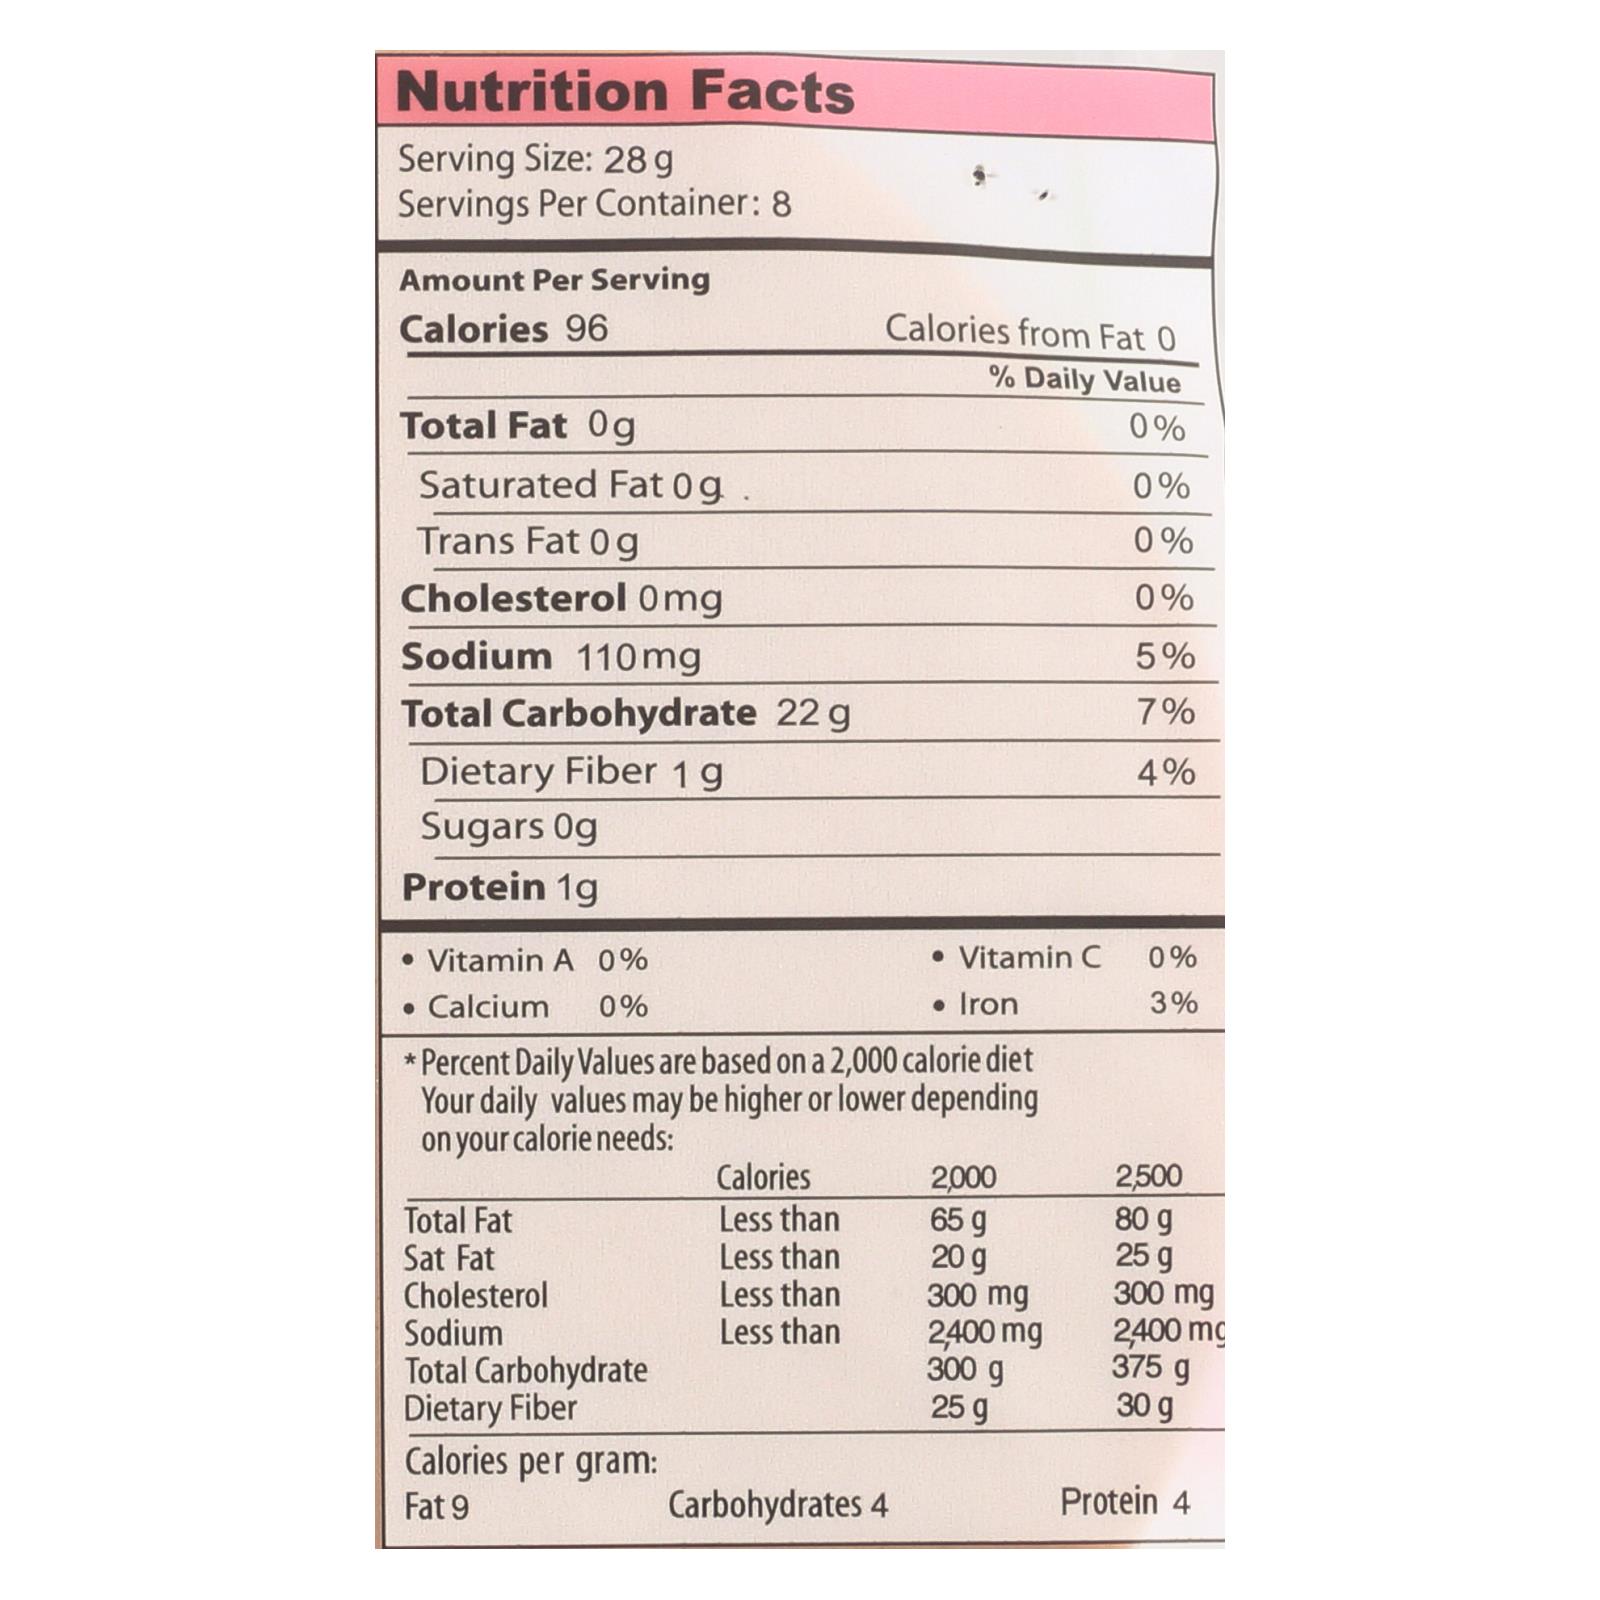 Nutrition Facts
Serving Size: 28 g
Servings Per Container: 8
Amount Per Serving
Calories 96 Calories from Fat 0
% Daily Value
Total Fat 0g 0%
Saturated Fat 0g . 0%
Trans Fat 0g 0%
Cholesterol 0mg 0%
Sodium 110mg 5%
Total Carbohydrate 22 g 7%
Dietary Fiber 1 g 4%
Sugars 0g
Protein 1g
• Vitamin A 0% • Vitamin C 0%
• Calcium 0% • Iron 3%
* Percent Daily Values are based on a 2,000 calorie diet
Your daily values may be higher or lower depending
on your calorie needs:
Calories 2,000 2,500
Total Fat Less than 65 g 80 g
Sat Fat Less than 20 g 25 g
Cholesterol Less than 300 mg 300 mg
Sodium Less than 2,400 mg 2,400 mg
Total Carbohydrate 300 g 375 g
Dietary Fiber 25 g 30 g
Calories per gram:
Fat 9 Carbohydrates 4 Protein 4